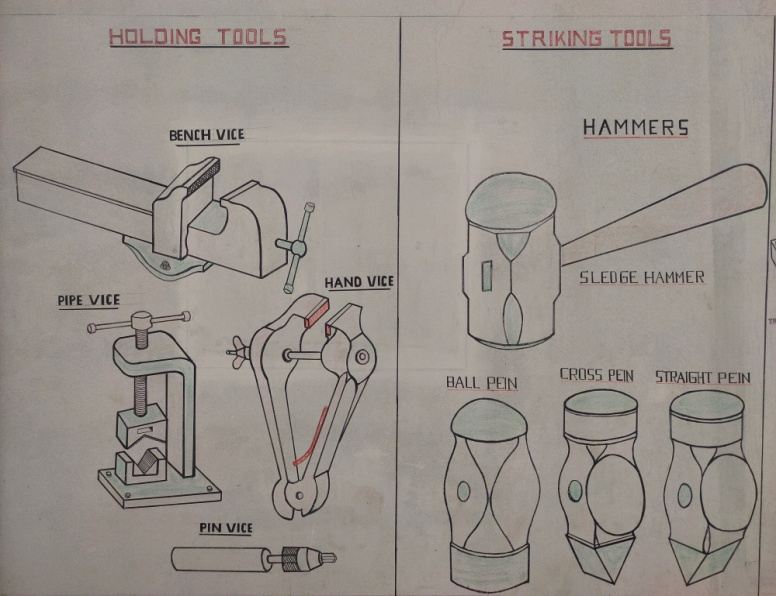 HOLDING TOOLS
BENCH VICE
PIPE VICE
HAND VICE
PIN VICE
STRIKING TOOLS
HAMMERS
SLEDGE HAMMER
BALL PEIN
CROSS PEIN
STRAIGHT PEIN